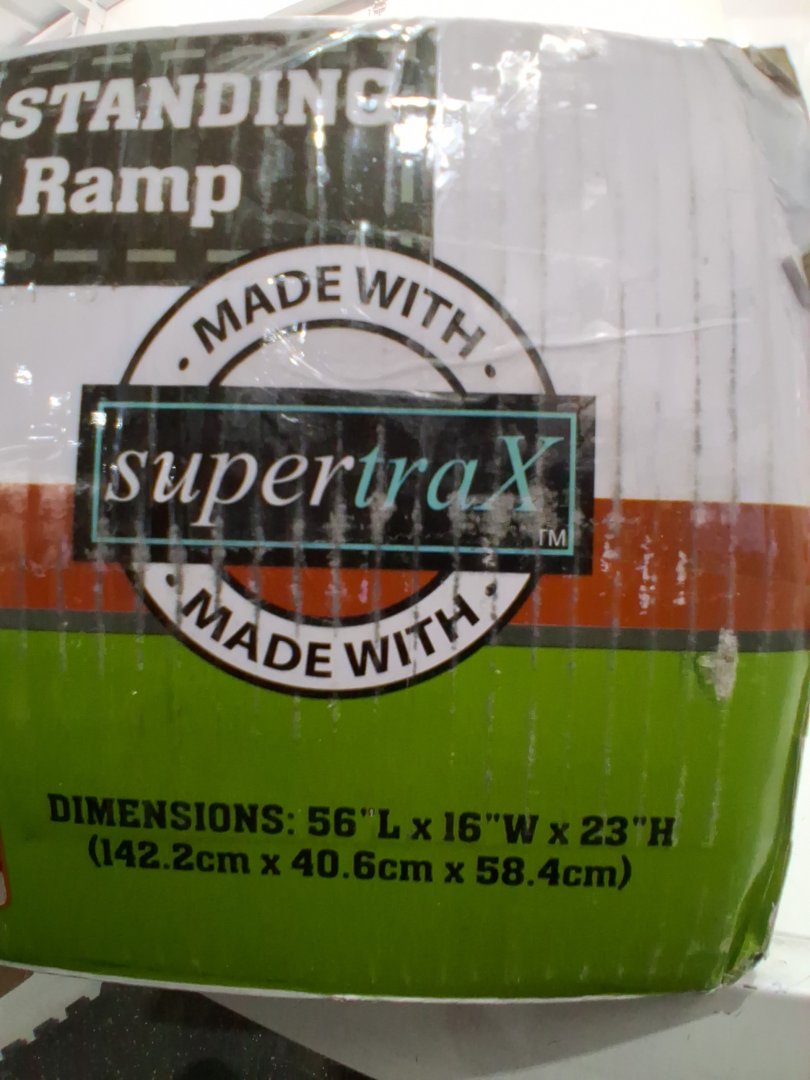 STANDING
Ramp
• MADE WITH •
supertraX
TM
• MADE WITH •
DIMENSIONS: 56"L x 16"W x 23"H
(142.2cm x 40.6cm x 58.4cm)